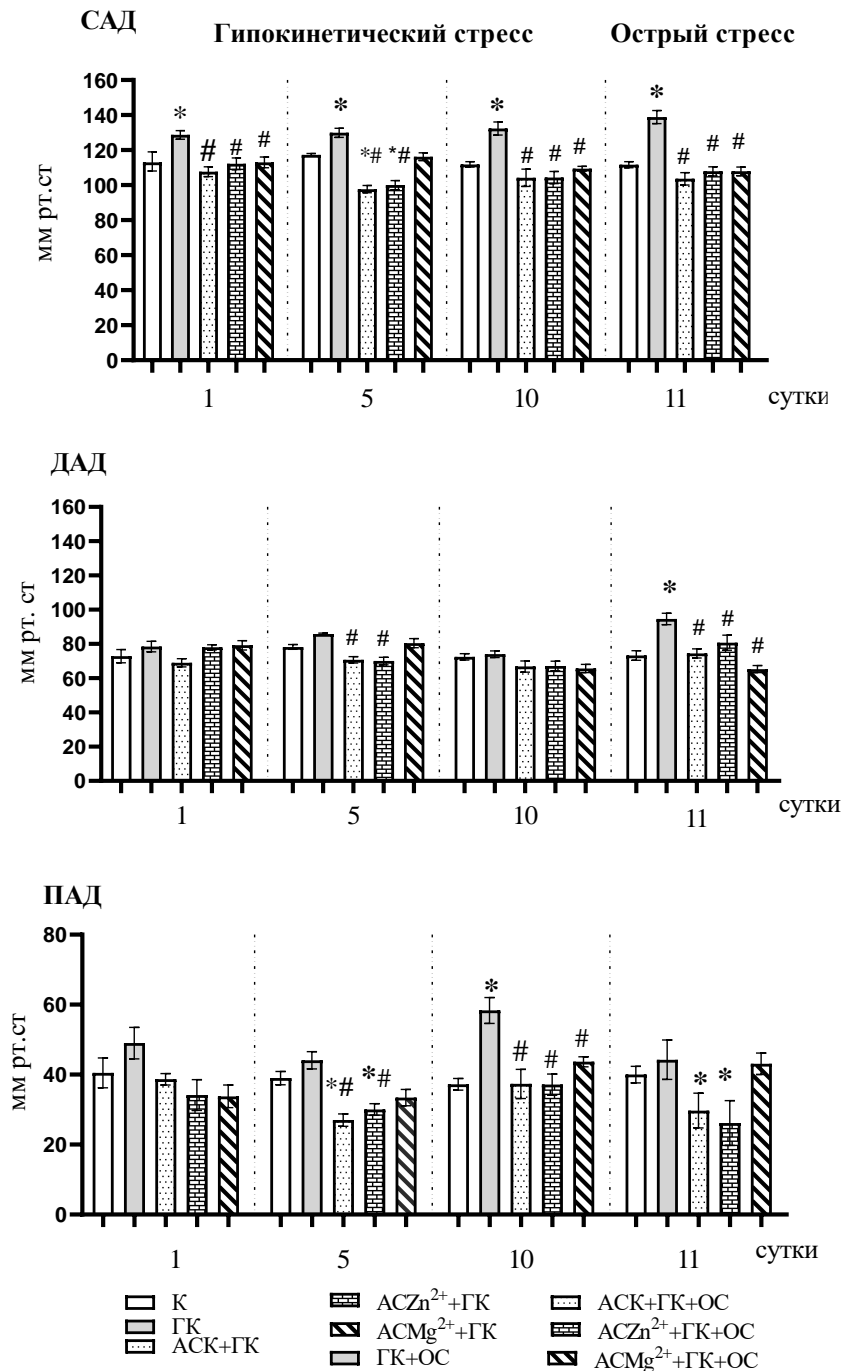 САД
Гипокинетический стресс Острый стресс
160
140
120
100
80
60
40
20
0
мм рт.ст
* # # #
* *# *#
* # # #
* # # #
1 5 10 11 сутки
ДАД
160
140
120
100
80
60
40
20
0
мм рт. ст
# #
* # # #
1 5 10 11 сутки
ПАД
80
60
40
20
0
мм рт.ст
*# *#
* # # #
* *
1 5 10 11 сутки
К
ГК
АСК+ГК
АСZn²⁺+ГК
АСMg²⁺+ГК
ГК+ОС
АСК+ГК+ОС
АСZn²⁺+ГК+ОС
АСMg²⁺+ГК+ОС